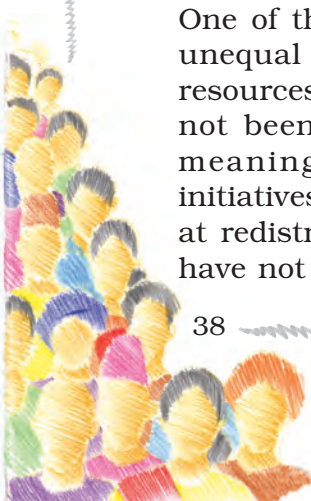 One of th
unequal
resources
not been
meaning
initiatives
at redistr
have not
38